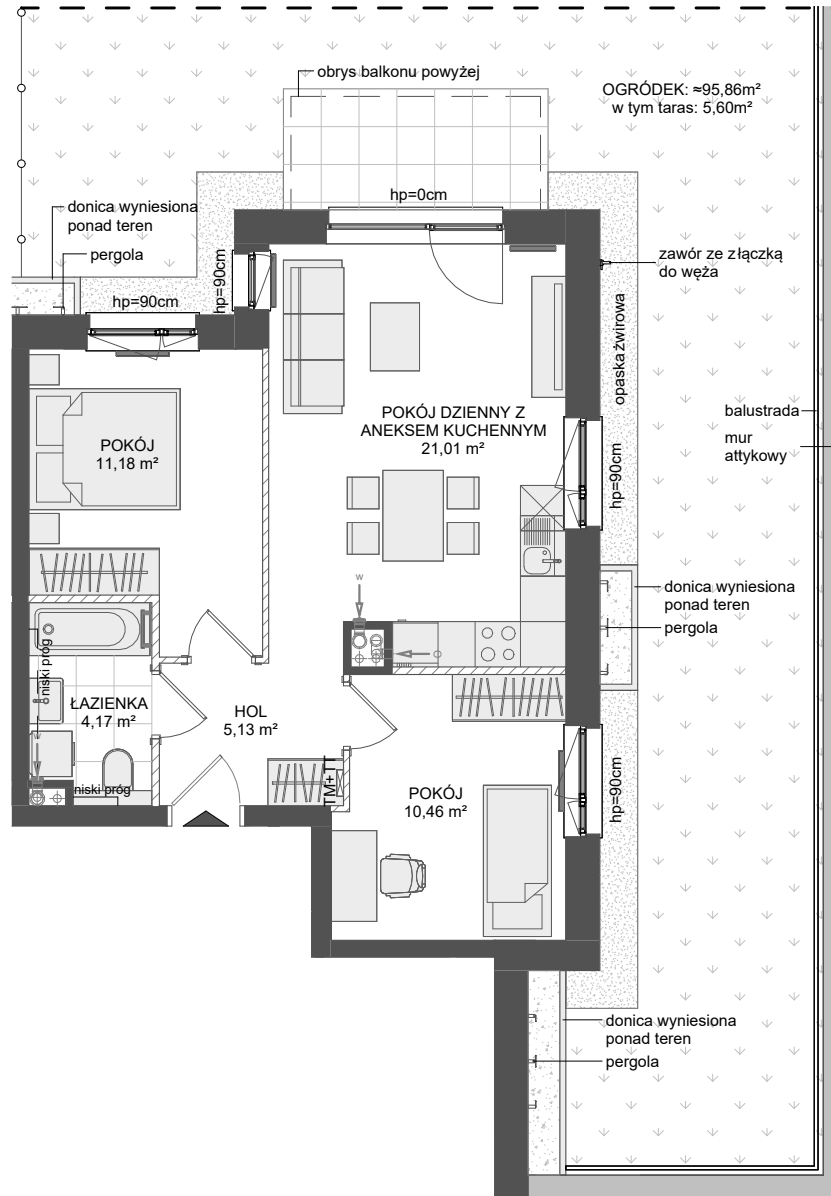 obrys balkonu powyżej
OGRÓDEK: ≈95,86m²
w tym taras: 5,60m²
hp=0cm
donica wyniesiona
ponad teren
pergola
hp=90cm
hp=90cm
zawór ze złączką
do węża
opaska żwirowa
balustrada
mur
attykowy
POKÓJ DZIENNY Z
ANEKSEM KUCHENNYM
21,01 m²
POKÓJ
11,18 m²
hp=90cm
w
donica wyniesiona
ponad teren
pergola
niski próg
ŁAZIENKA
4,17 m²
HOL
5,13 m²
TM+TT
niski próg
POKÓJ
10,46 m²
hp=90cm
donica wyniesiona
ponad teren
pergola